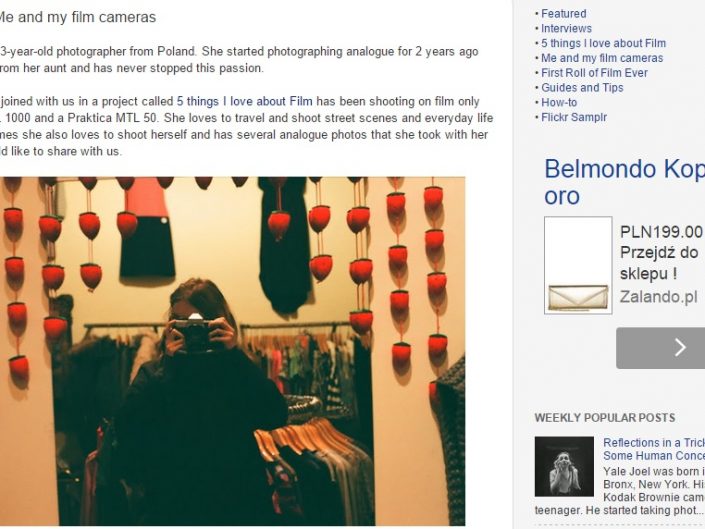 Me and my film cameras
3-year-old photographer from Poland. She started photographing analogue for 2 years ago
from her aunt and has never stopped this passion.
joined with us in a project called 5 things I love about Film has been shooting on film only
1000 and a Praktica MTL 50. She loves to travel and shoot street scenes and everyday life
mes she also loves to shoot herself and has several analogue photos that she took with her
ld like to share with us.
• Featured
• Interviews
• 5 things I love about Film
• Me and my film cameras
• First Roll of Film Ever
• Guides and Tips
• How-to
• Flickr Samplr
Belmondo Kop
oro
PLN199.00
Przejdź do
sklepu !
Zalando.pl
WEEKLY POPULAR POSTS
Reflections in a Trick
Some Human Conce
Yale Joel was born i
Bronx, New York. Hi
Kodak Brownie cam
teenager. He started taking phot...